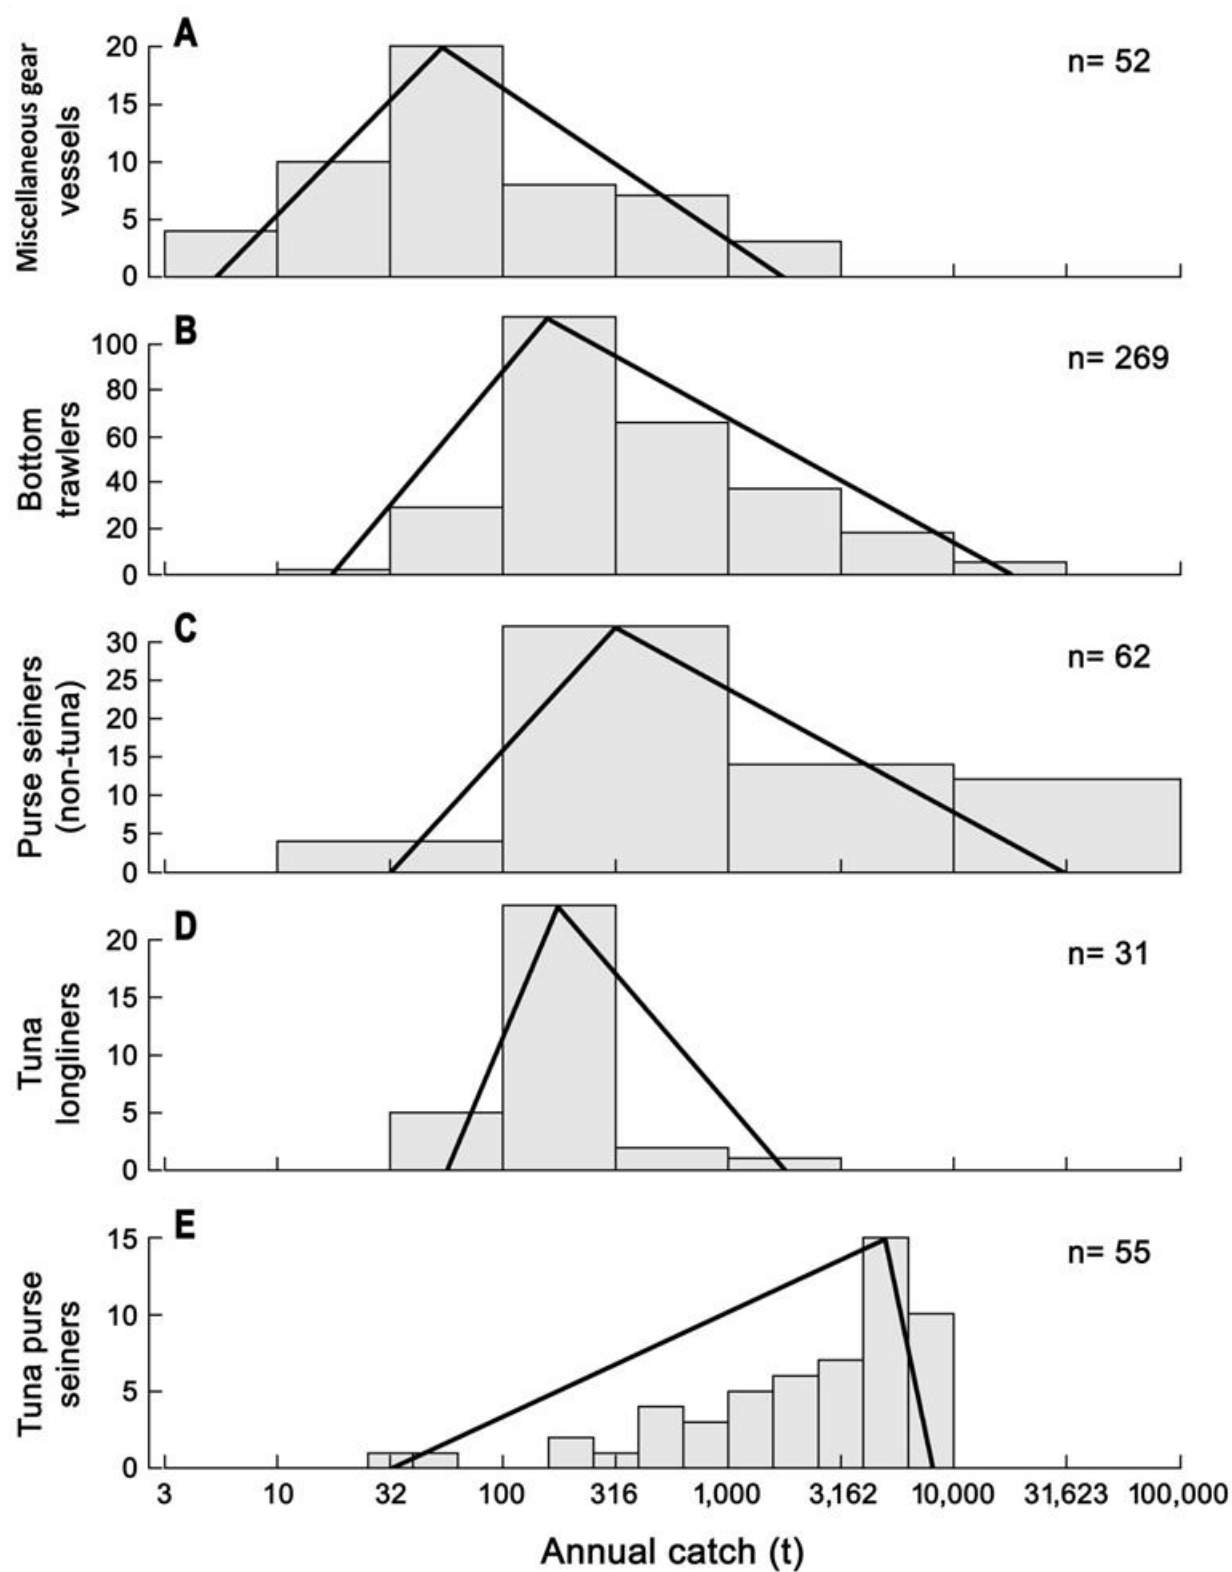 A
Miscellaneous gear
vessels
20
15
10
5
0
n= 52
B
Bottom
trawlers
100
80
60
40
20
0
n= 269
C
Purse seiners
(non-tuna)
30
25
20
15
10
5
0
n= 62
D
Tuna
longliners
20
15
10
5
0
n= 31
E
Tuna purse
seiners
15
10
5
0
n= 55
3 10 32 100 316 1,000 3,162 10,000 31,623 100,000
Annual catch (t)